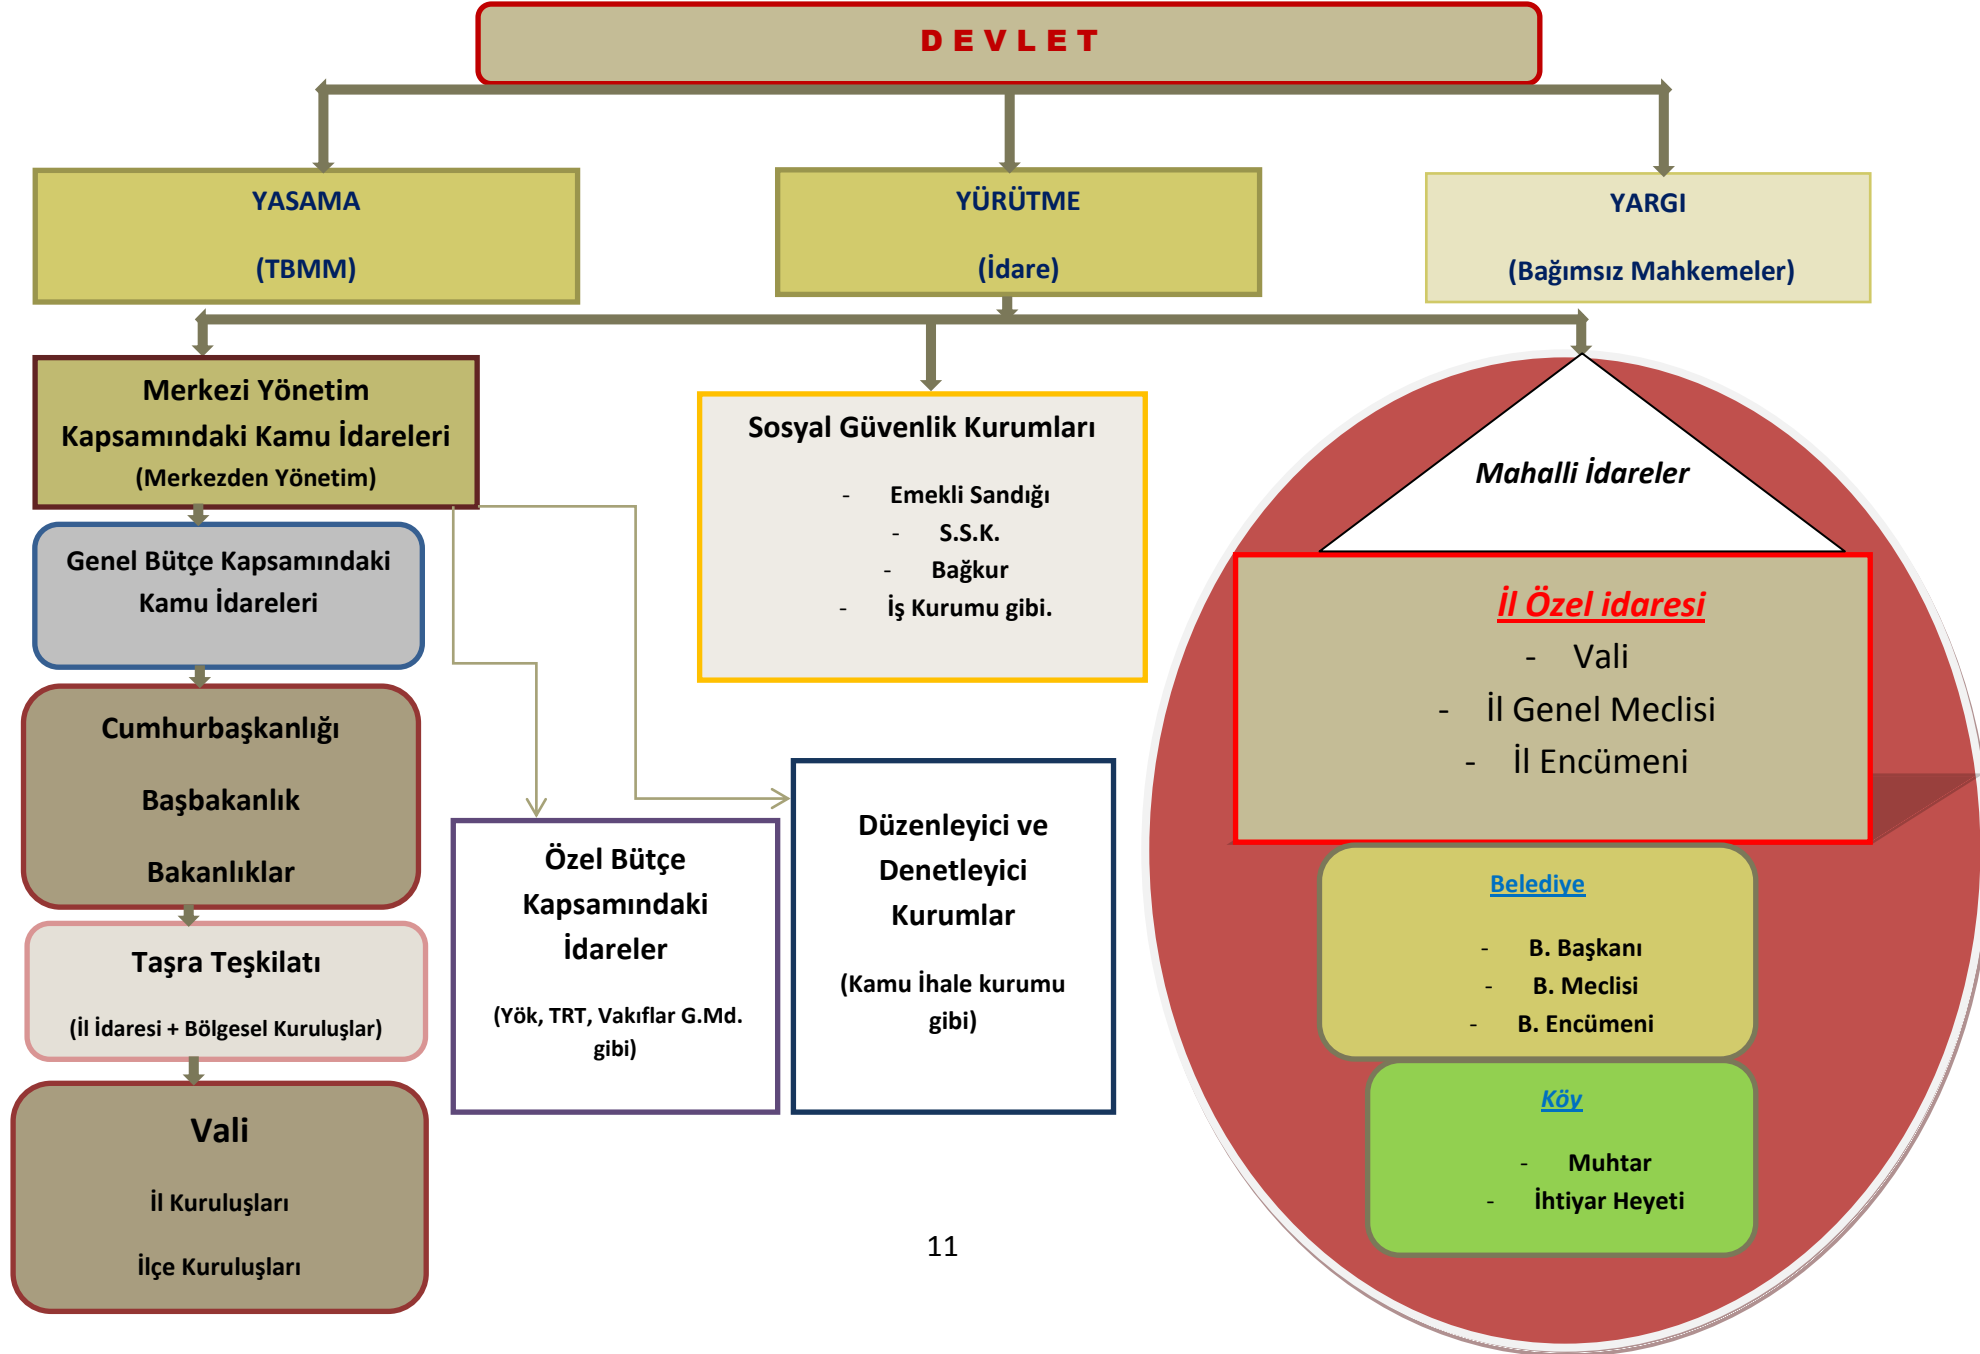 D E V L E T
YASAMA
(TBMM)
YÜRÜTME
(İdare)
YARGI
(Bağımsız Mahkemeler)
Merkezi Yönetim
Kapsamındaki Kamu İdareleri
(Merkezden Yönetim)
Genel Bütçe Kapsamındaki
Kamu İdareleri
Cumhurbaşkanlığı
Başbakanlık
Bakanlıklar
Taşra Teşkilatı
(İl İdaresi + Bölgesel Kuruluşlar)
Vali
İl Kuruluşları
İlçe Kuruluşları
Özel Bütçe
Kapsamındaki
İdareler
(Yök, TRT, Vakıflar G.Md.
gibi)
Düzenleyici ve
Denetleyici
Kurumlar
(Kamu İhale kurumu
gibi)
Sosyal Güvenlik Kurumları
- Emekli Sandığı
- S.S.K.
- Bağkur
- İş Kurumu gibi.
Mahalli İdareler
İl Özel idaresi
- Vali
- İl Genel Meclisi
- İl Encümeni
Belediye
- B. Başkanı
- B. Meclisi
- B. Encümeni
Köy
- Muhtar
- İhtiyar Heyeti
11